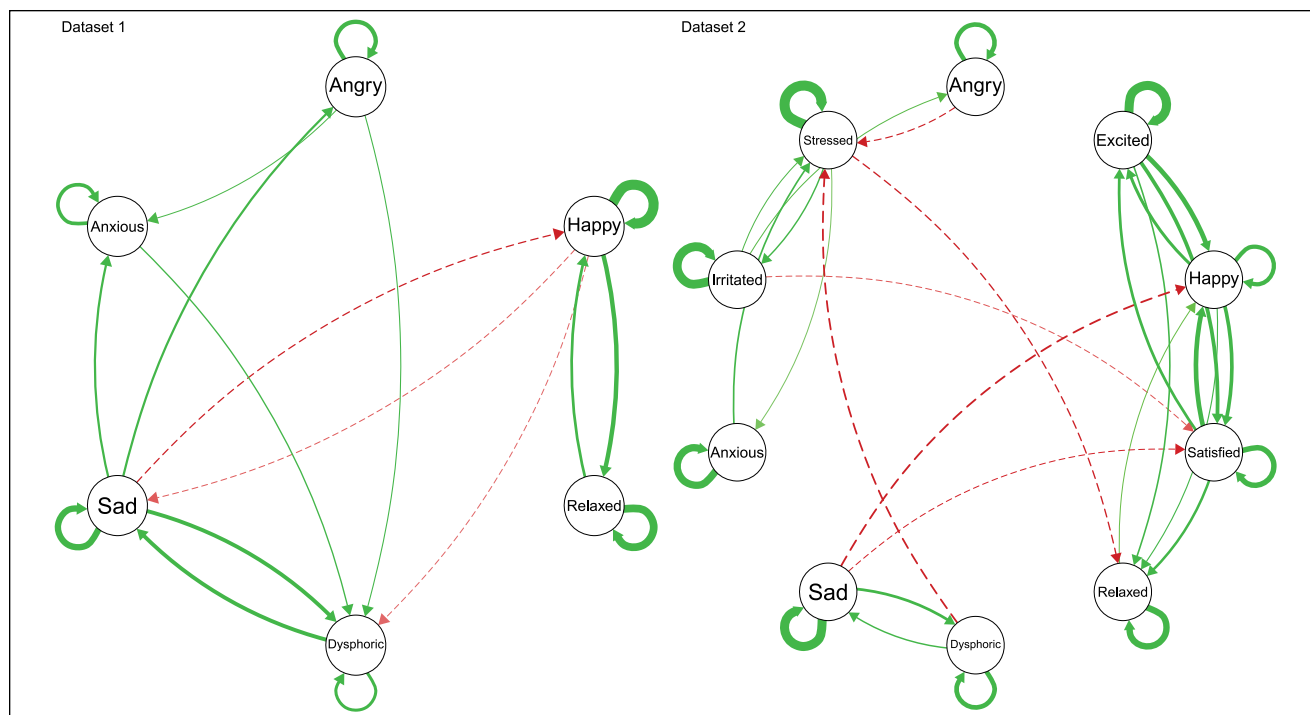 Dataset 1
Angry
Anxious
Happy
Sad
Relaxed
Dysphoric
Dataset 2
Angry
Stressed
Excited
Irritated
Happy
Anxious
Satisfied
Sad
Relaxed
Dysphoric